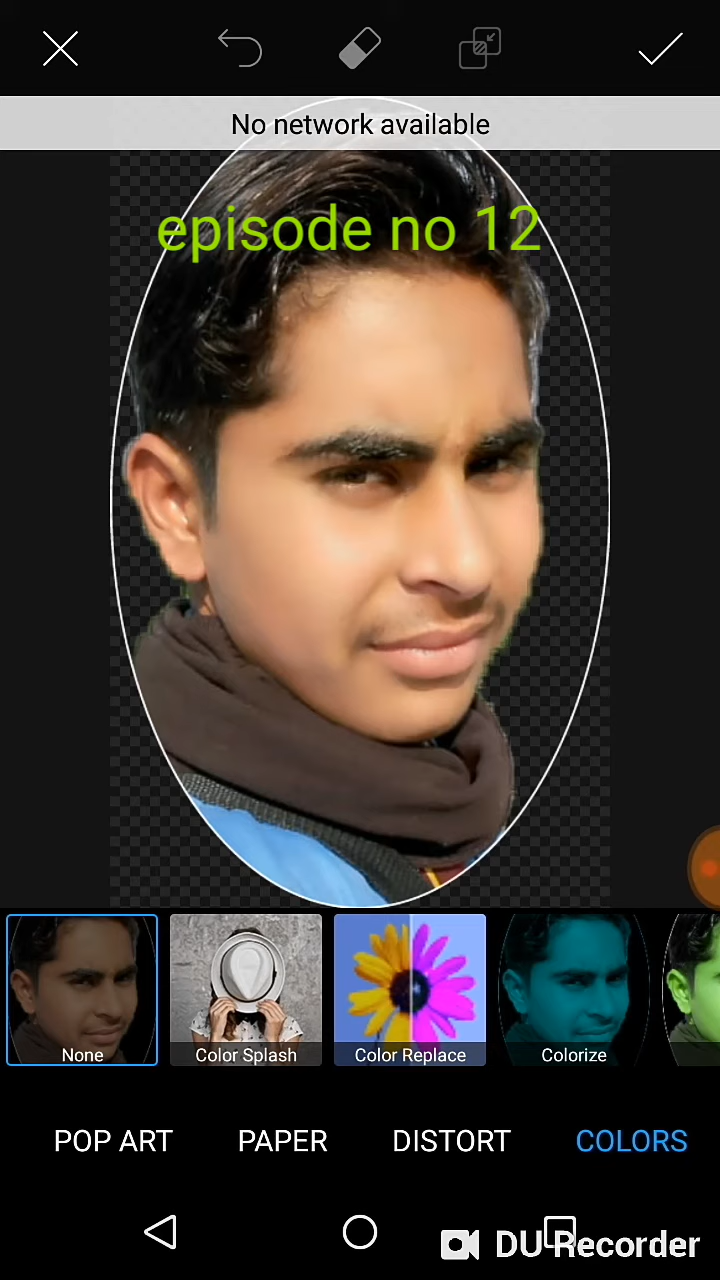 No network available
episode no 12
None
Color Splash
Color Replace
Colorize
POP ART
PAPER
DISTORT
COLORS
DU Recorder